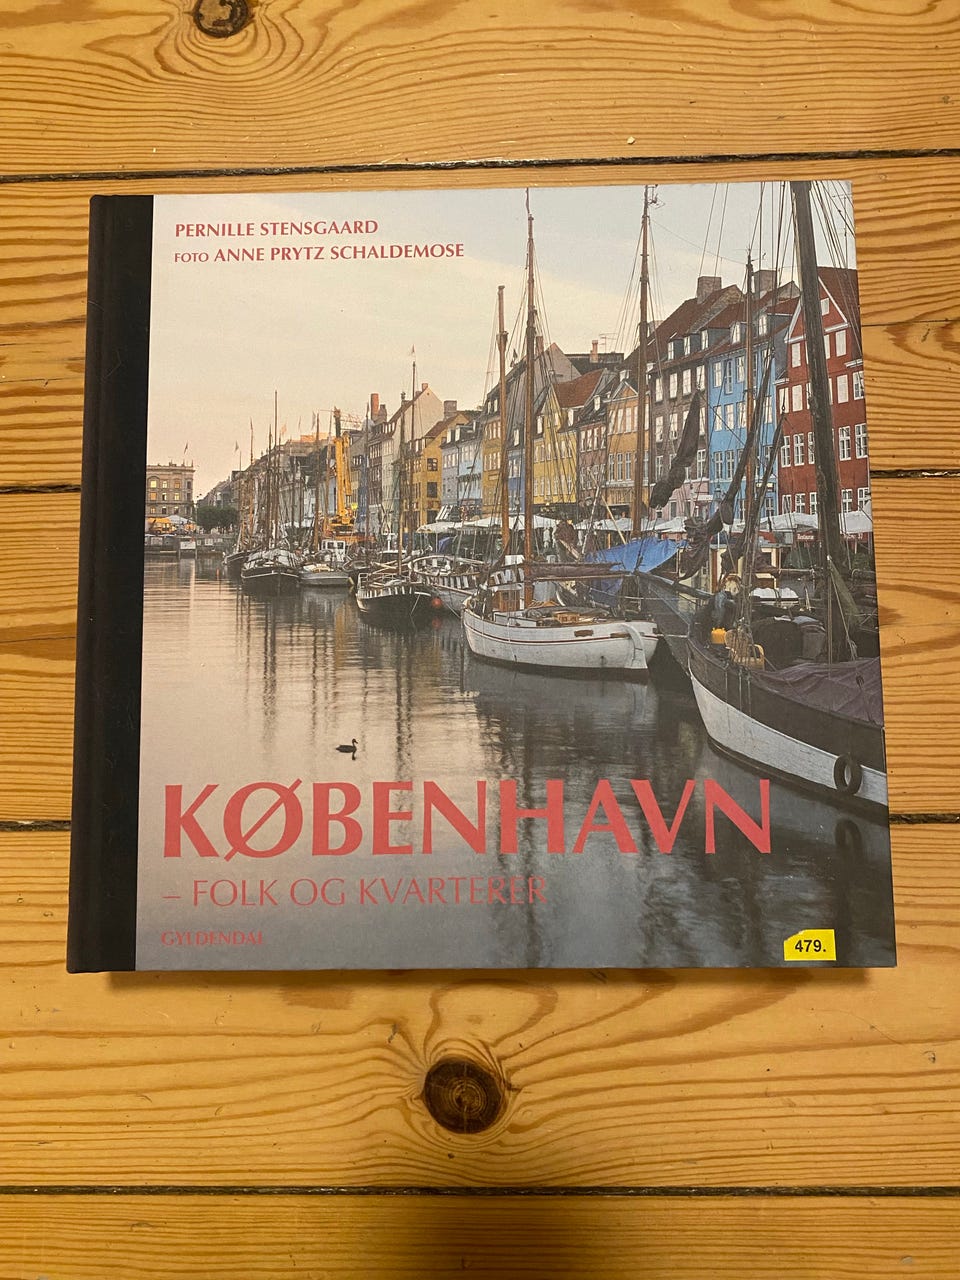 PERNILLE STENSGAARD
FOTO ANNE PRYTZ SCHALDEMOSE
KØBENHAVN
– FOLK OG KVARTERER
GYLDENDAL
479.